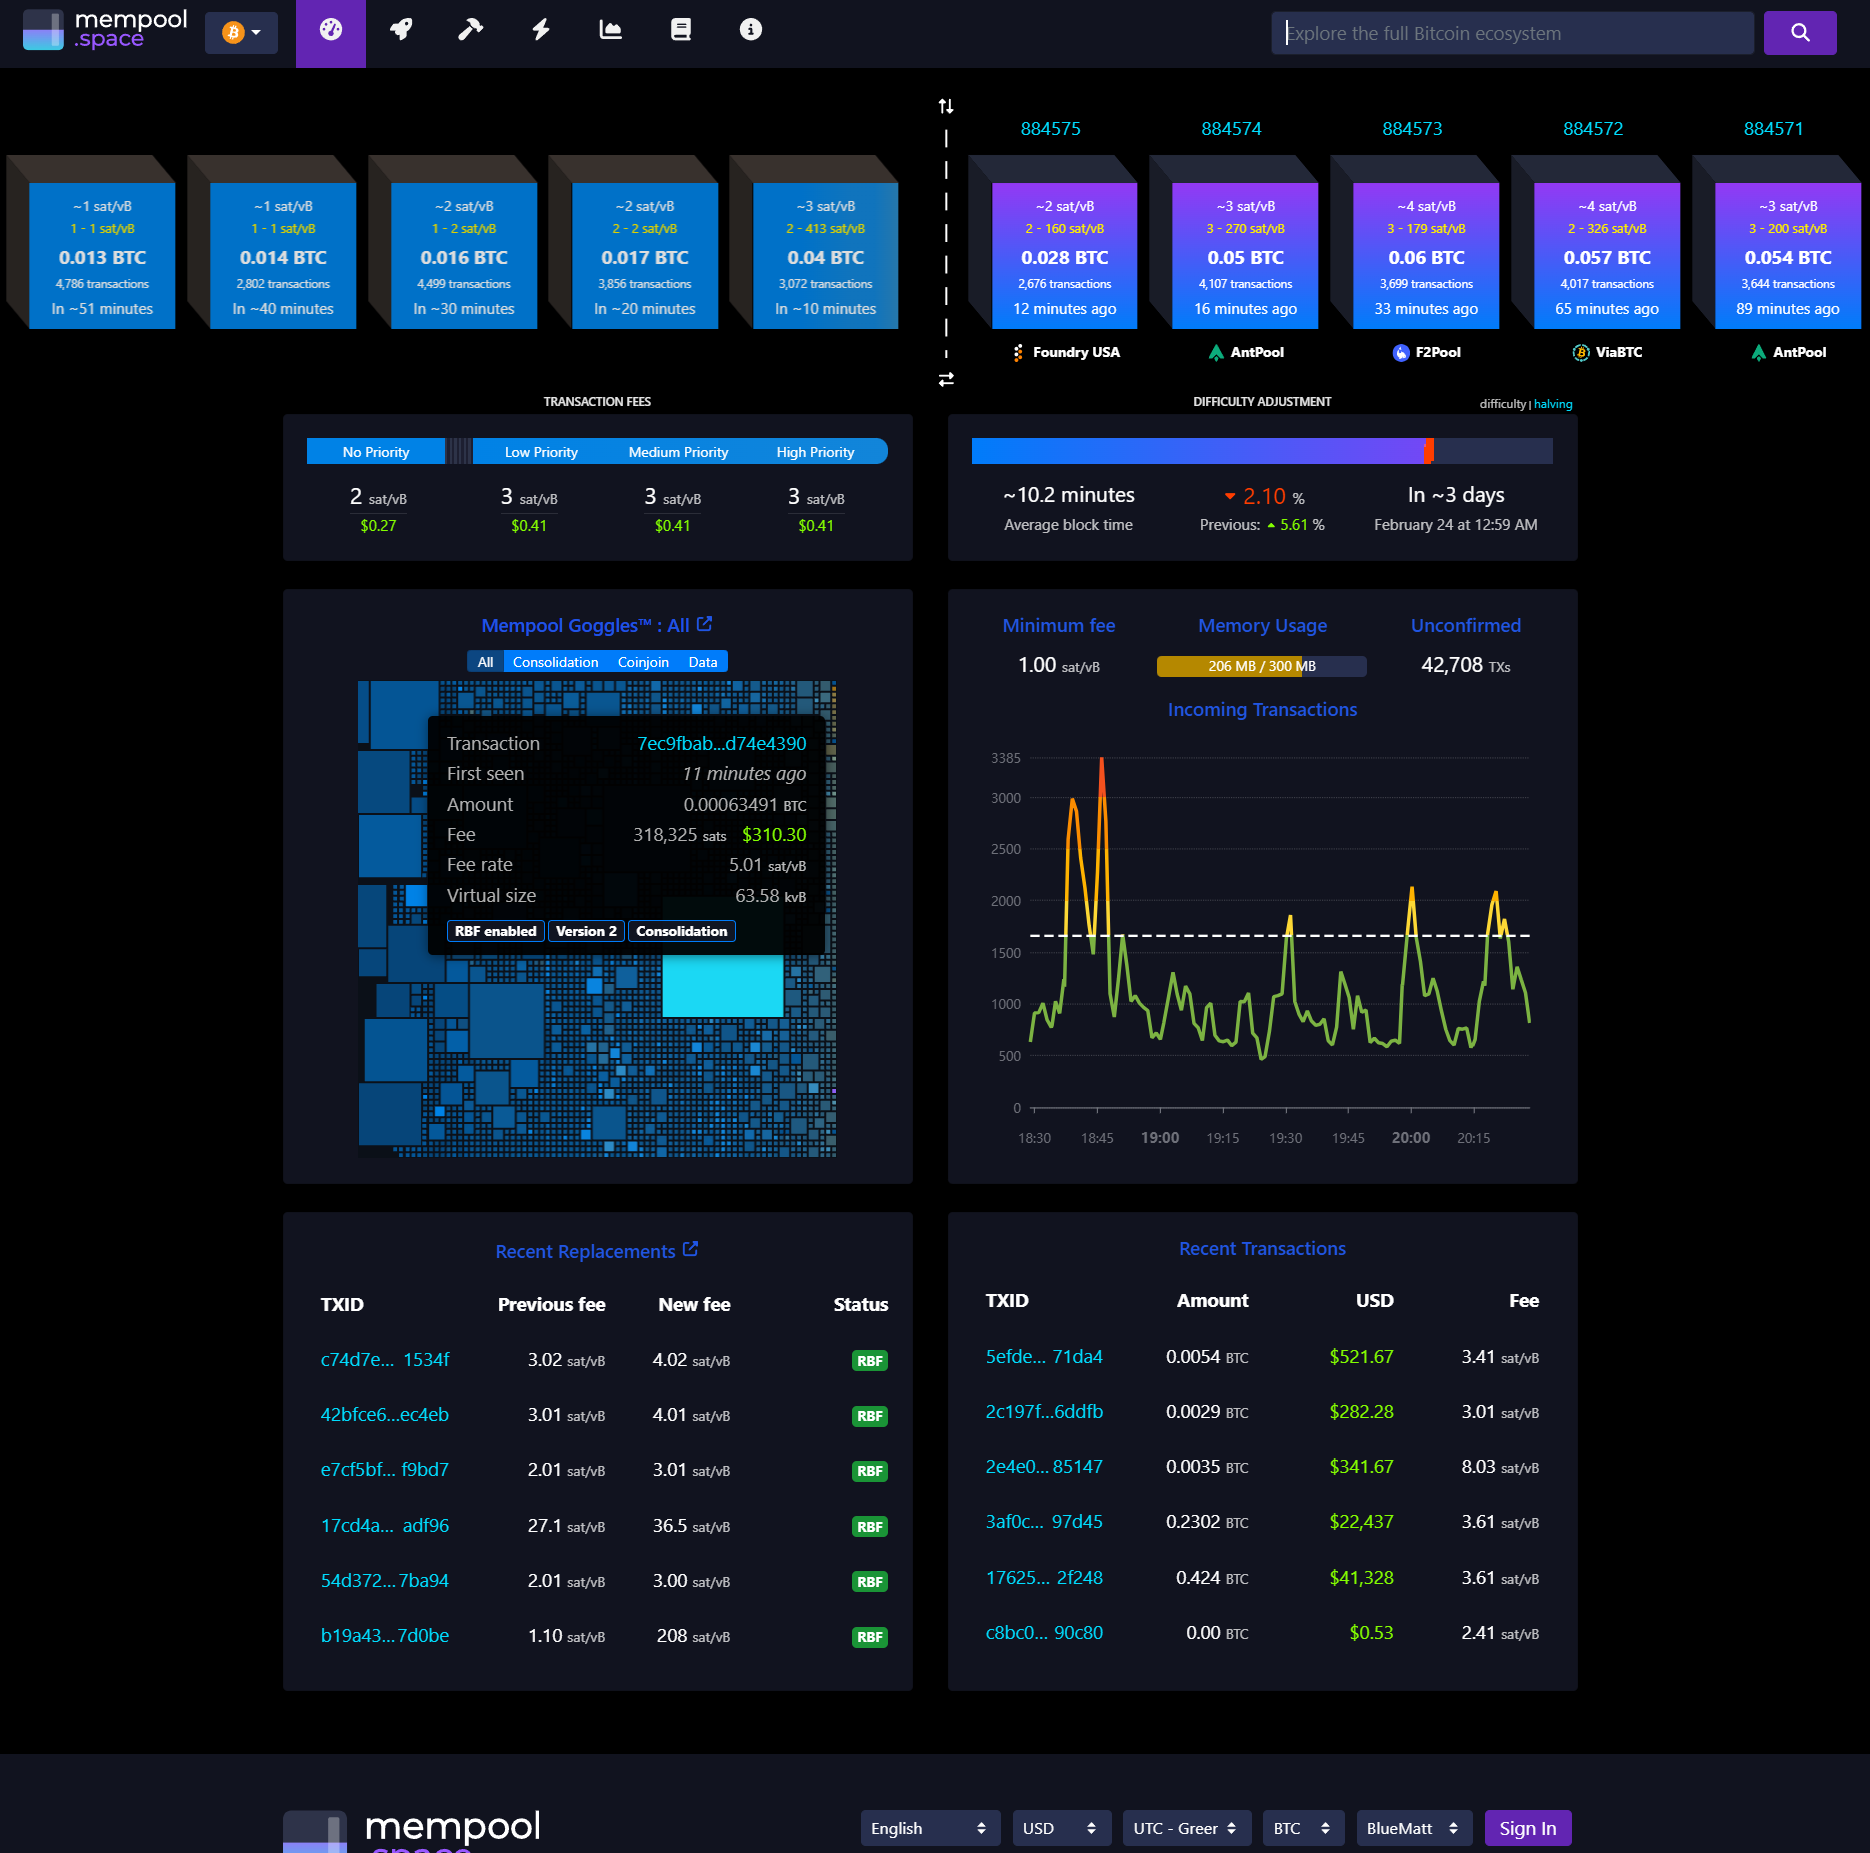 mempool
.space
Explore the full Bitcoin ecosystem
884575
884574
884573
884572
884571
~1 sat/vB
1 - 1 sat/vB
0.013 BTC
4,786 transactions
In ~51 minutes
~1 sat/vB
1 - 1 sat/vB
0.014 BTC
2,802 transactions
In ~40 minutes
~2 sat/vB
1 - 2 sat/vB
0.016 BTC
4,499 transactions
In ~30 minutes
~2 sat/vB
2 - 2 sat/vB
0.017 BTC
3,856 transactions
In ~20 minutes
~3 sat/vB
2 - 413 sat/vB
0.04 BTC
3,072 transactions
In ~10 minutes
~2 sat/vB
2 - 160 sat/vB
0.028 BTC
2,676 transactions
12 minutes ago
Foundry USA
~3 sat/vB
3 - 270 sat/vB
0.05 BTC
4,107 transactions
16 minutes ago
AntPool
~4 sat/vB
3 - 179 sat/vB
0.06 BTC
3,699 transactions
33 minutes ago
F2Pool
~4 sat/vB
2 - 326 sat/vB
0.057 BTC
4,017 transactions
65 minutes ago
ViaBTC
~3 sat/vB
3 - 200 sat/vB
0.054 BTC
3,644 transactions
89 minutes ago
AntPool
TRANSACTION FEES
No Priority Low Priority Medium Priority High Priority
2 sat/vB 3 sat/vB 3 sat/vB 3 sat/vB
$0.27 $0.41 $0.41 $0.41
DIFFICULTY ADJUSTMENT
difficulty | halving
~10.2 minutes 2.10 % In ~3 days
Average block time Previous: 5.61 % February 24 at 12:59 AM
Mempool Goggles™ : All
All Consolidation Coinjoin Data
Transaction 7ec9fbab...d74e4390
First seen 11 minutes ago
Amount 0.00063491 BTC
Fee 318,325 sats $310.30
Fee rate 5.01 sat/vB
Virtual size 63.58 kvB
RBF enabled Version 2 Consolidation
Minimum fee Memory Usage Unconfirmed
1.00 sat/vB 206 MB / 300 MB 42,708 TXs
Incoming Transactions
3385
3000
2500
2000
1500
1000
500
0
18:30 18:45 19:00 19:15 19:30 19:45 20:00 20:15
Recent Replacements
TXID Previous fee New fee Status
c74d7e... 1534f 3.02 sat/vB 4.02 sat/vB RBF
42bfce6...ec4eb 3.01 sat/vB 4.01 sat/vB RBF
e7cf5bf... f9bd7 2.01 sat/vB 3.01 sat/vB RBF
17cd4a... adf96 27.1 sat/vB 36.5 sat/vB RBF
54d372...7ba94 2.01 sat/vB 3.00 sat/vB RBF
b19a43...7d0be 1.10 sat/vB 208 sat/vB RBF
Recent Transactions
TXID Amount USD Fee
5efde... 71da4 0.0054 BTC $521.67 3.41 sat/vB
2c197f...6ddfb 0.0029 BTC $282.28 3.01 sat/vB
2e4e0... 85147 0.0035 BTC $341.67 8.03 sat/vB
3af0c... 97d45 0.2302 BTC $22,437 3.61 sat/vB
17625... 2f248 0.424 BTC $41,328 3.61 sat/vB
c8bc0... 90c80 0.00 BTC $0.53 2.41 sat/vB
mempool
.space
English USD UTC - Greer BTC BlueMatt Sign In